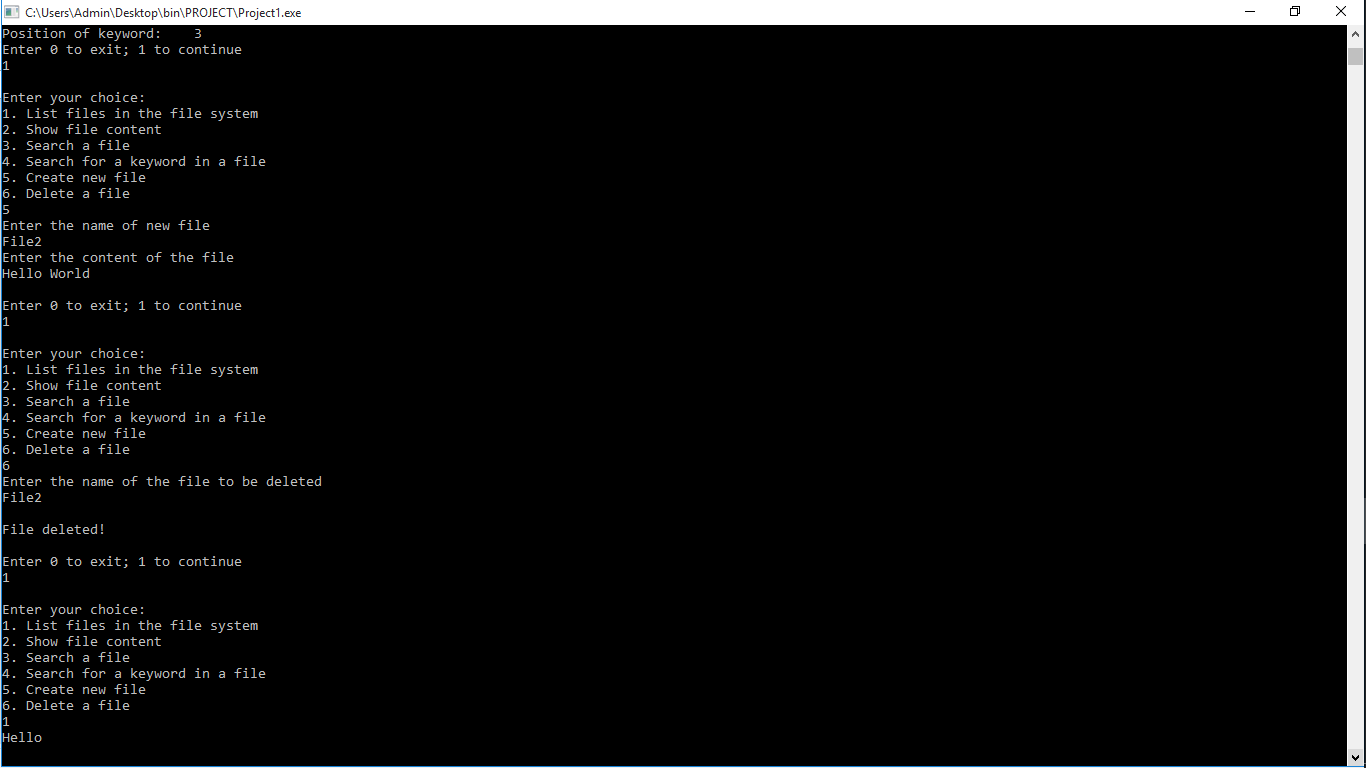 C:\Users\Admin\Desktop\bin\PROJECT\Project1.exe
Position of keyword:    3
Enter 0 to exit; 1 to continue
1
Enter your choice:
1. List files in the file system
2. Show file content
3. Search a file
4. Search for a keyword in a file
5. Create new file
6. Delete a file
5
Enter the name of new file
File2
Enter the content of the file
Hello World
Enter 0 to exit; 1 to continue
1
Enter your choice:
1. List files in the file system
2. Show file content
3. Search a file
4. Search for a keyword in a file
5. Create new file
6. Delete a file
6
Enter the name of the file to be deleted
File2
File deleted!
Enter 0 to exit; 1 to continue
1
Enter your choice:
1. List files in the file system
2. Show file content
3. Search a file
4. Search for a keyword in a file
5. Create new file
6. Delete a file
1
Hello